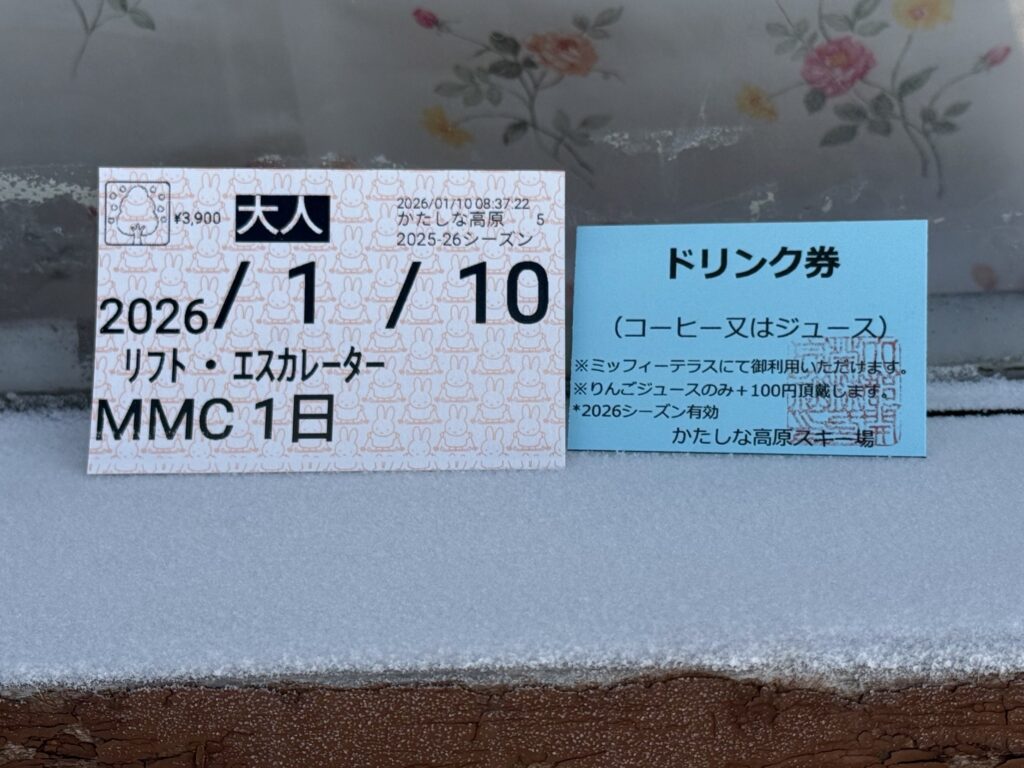 ¥3,900
大人
2026/01/10 08:37.22
かたしな高原 5
2025-26シーズン
2026/1/10
リフト・エスカレーター
MMC 1日
ドリンク券
（コーヒー又はジュース）
※ミッフィーテラスにて御利用いただけます。
※りんごジュースのみ＋100円頂戴します。
*2026シーズン有効
かたしな高原スキー場